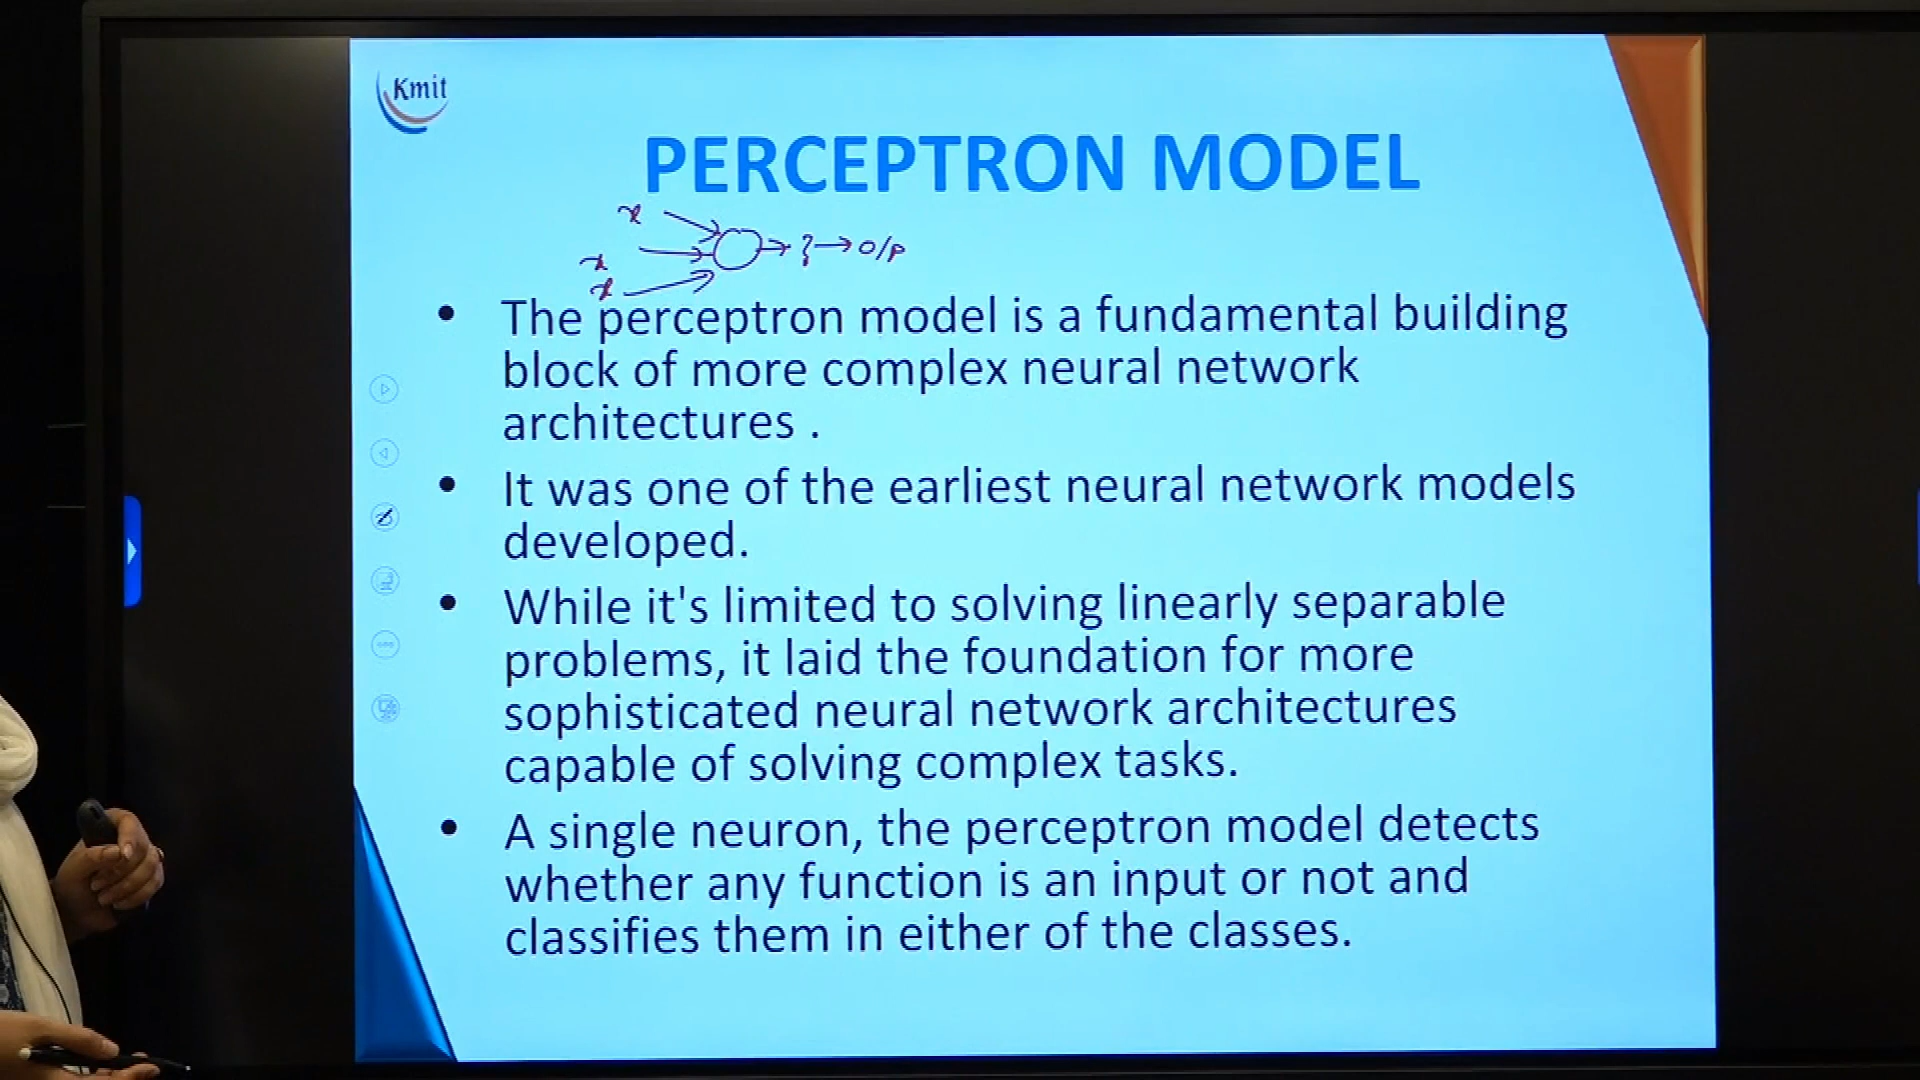 Kmit
PERCEPTRON MODEL
x
x
x
} → O/P
• The perceptron model is a fundamental building
block of more complex neural network
architectures .
• It was one of the earliest neural network models
developed.
• While it's limited to solving linearly separable
problems, it laid the foundation for more
sophisticated neural network architectures
capable of solving complex tasks.
• A single neuron, the perceptron model detects
whether any function is an input or not and
classifies them in either of the classes.